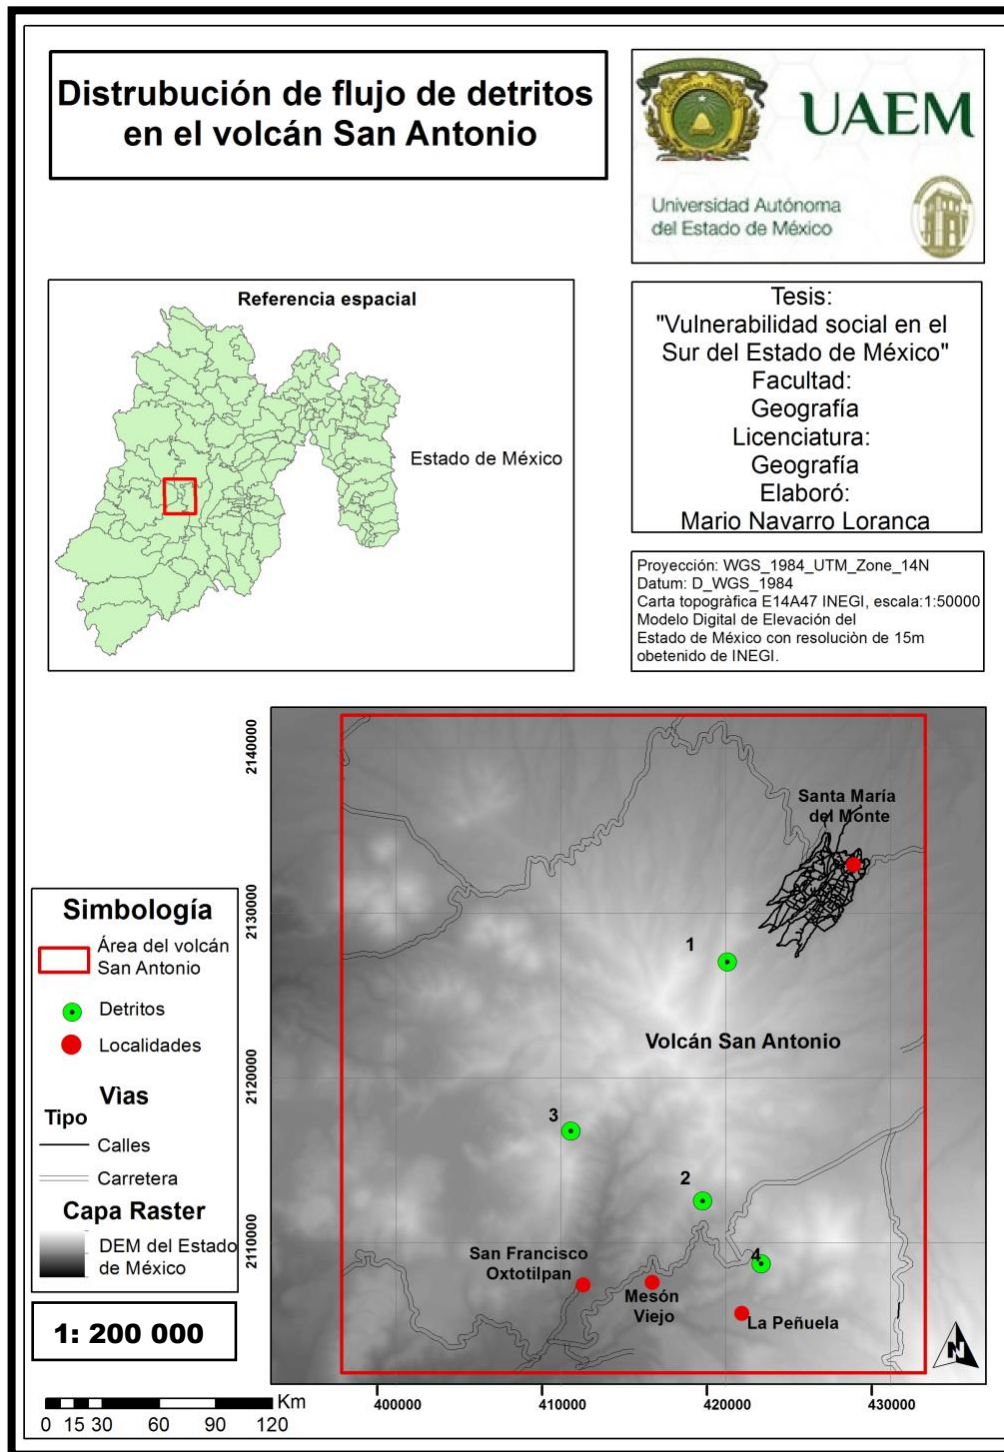 Distrubución de flujo de detritos
en el volcán San Antonio
UAEM
Universidad Autónoma
del Estado de México
Referencia espacial
Estado de México
Tesis:
"Vulnerabilidad social en el
Sur del Estado de México"
Facultad:
Geografía
Licenciatura:
Geografía
Elaboró:
Mario Navarro Loranca
Proyección: WGS_1984_UTM_Zone_14N
Datum: D_WGS_1984
Carta topogràfica E14A47 INEGI, escala:1:50000
Modelo Digital de Elevación del
Estado de México con resoluciòn de 15m
obetenido de INEGI.
2140000
2130000
2120000
2110000
Santa María
del Monte
1
Volcán San Antonio
3
2
4
San Francisco
Oxtotilpan
Mesón
Viejo
La Peñuela
N
400000
410000
420000
430000
Simbología
Área del volcán
San Antonio
Detritos
Localidades
Vìas
Tipo
Calles
Carretera
Capa Raster
DEM del Estado
de México
1: 200 000
Km
0 15 30 60 90 120